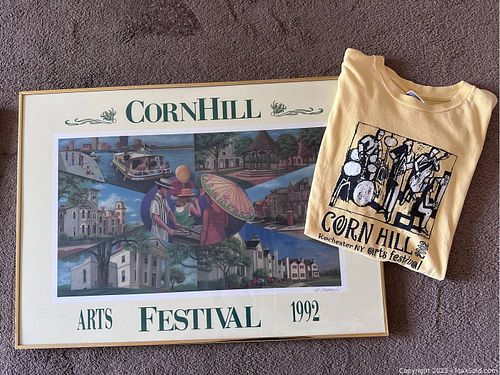 CORNHILL
ARTS FESTIVAL 1992
CORN HILL
Rochester NY arts festival
Copyright 2023 - MaxSold.com